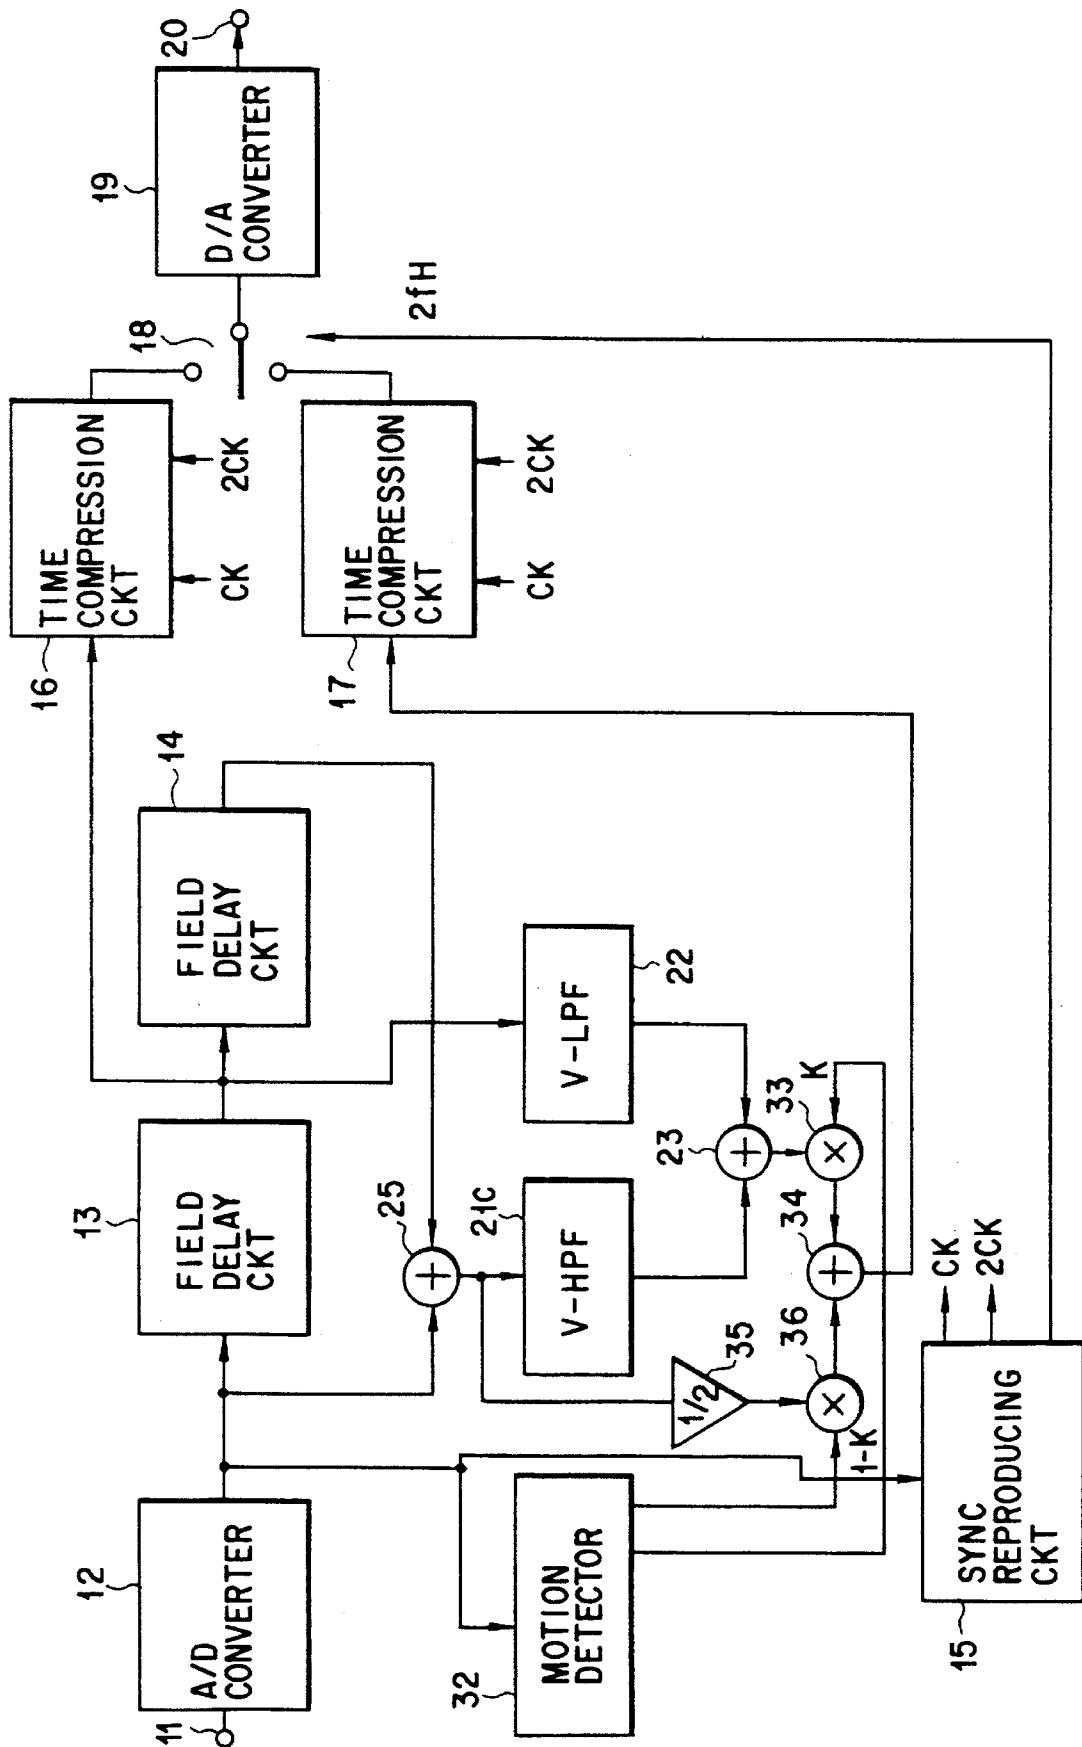 11
A/D
CONVERTER
12
FIELD
DELAY
CKT
13
FIELD
DELAY
CKT
14
TIME
COMPRESSION
CKT
16
CK
2CK
TIME
COMPRESSION
CKT
17
CK
2CK
18
2fH
D/A
CONVERTER
19
20
25
V-HPF
21C
V-LPF
22
23
K
33
34
1/2
35
36
1-K
MOTION
DETECTOR
32
SYNC
REPRODUCING
CKT
15
CK
2CK